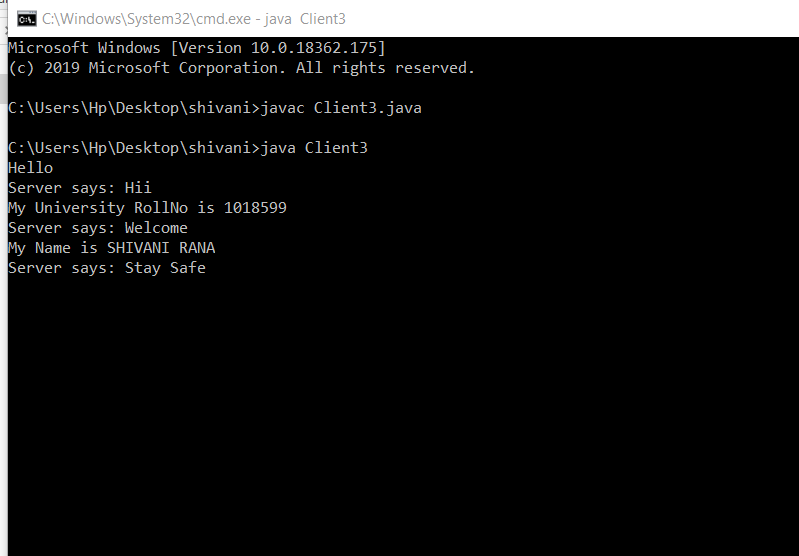 C:\Windows\System32\cmd.exe - java  Client3
Microsoft Windows [Version 10.0.18362.175]
(c) 2019 Microsoft Corporation. All rights reserved.
C:\Users\Hp\Desktop\shivani>javac Client3.java
C:\Users\Hp\Desktop\shivani>java Client3
Hello
Server says: Hii
My University RollNo is 1018599
Server says: Welcome
My Name is SHIVANI RANA
Server says: Stay Safe